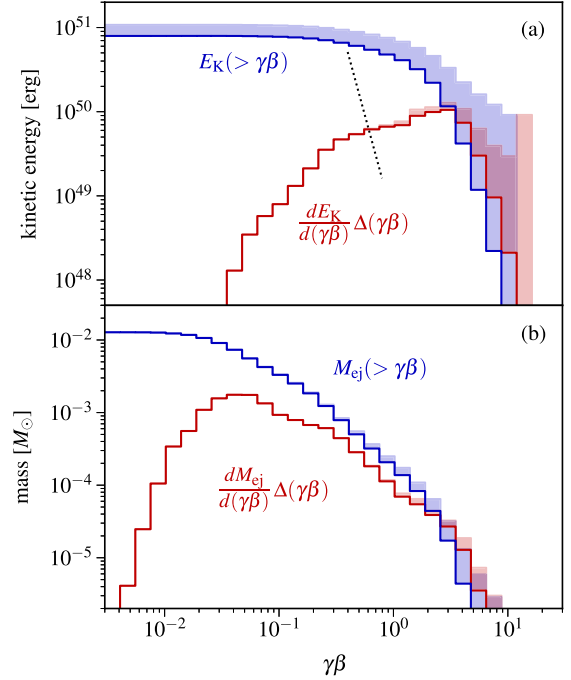 (a)
10^51
10^50
10^49
10^48
kinetic energy [erg]
E_K(> γβ)
dE_K
d(γβ) Δ(γβ)
(b)
10^−2
10^−3
10^−4
10^−5
mass [M_⊙]
M_ej(> γβ)
dM_ej
d(γβ) Δ(γβ)
10^−2 10^−1 10^0 10^1
γβ